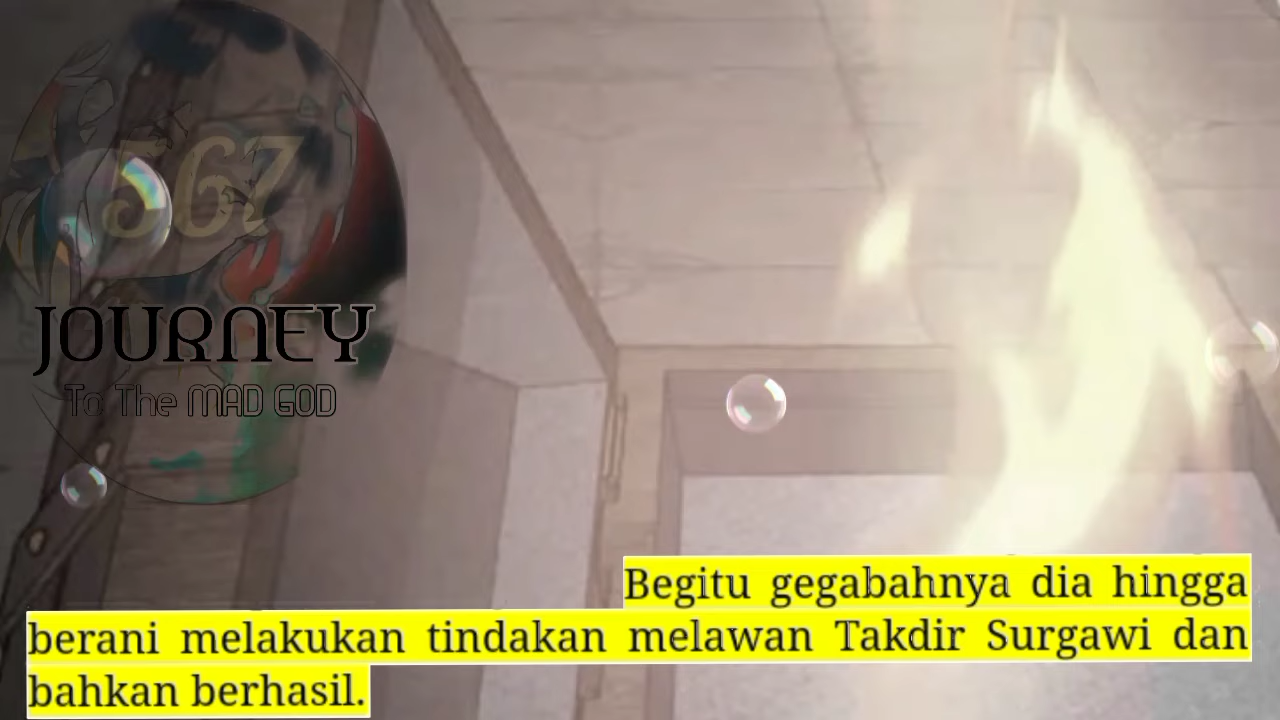 567
JOURNEY
To The MAD GOD
Begitu gegabahnya dia hingga
berani melakukan tindakan melawan Takdir Surgawi dan
bahkan berhasil.